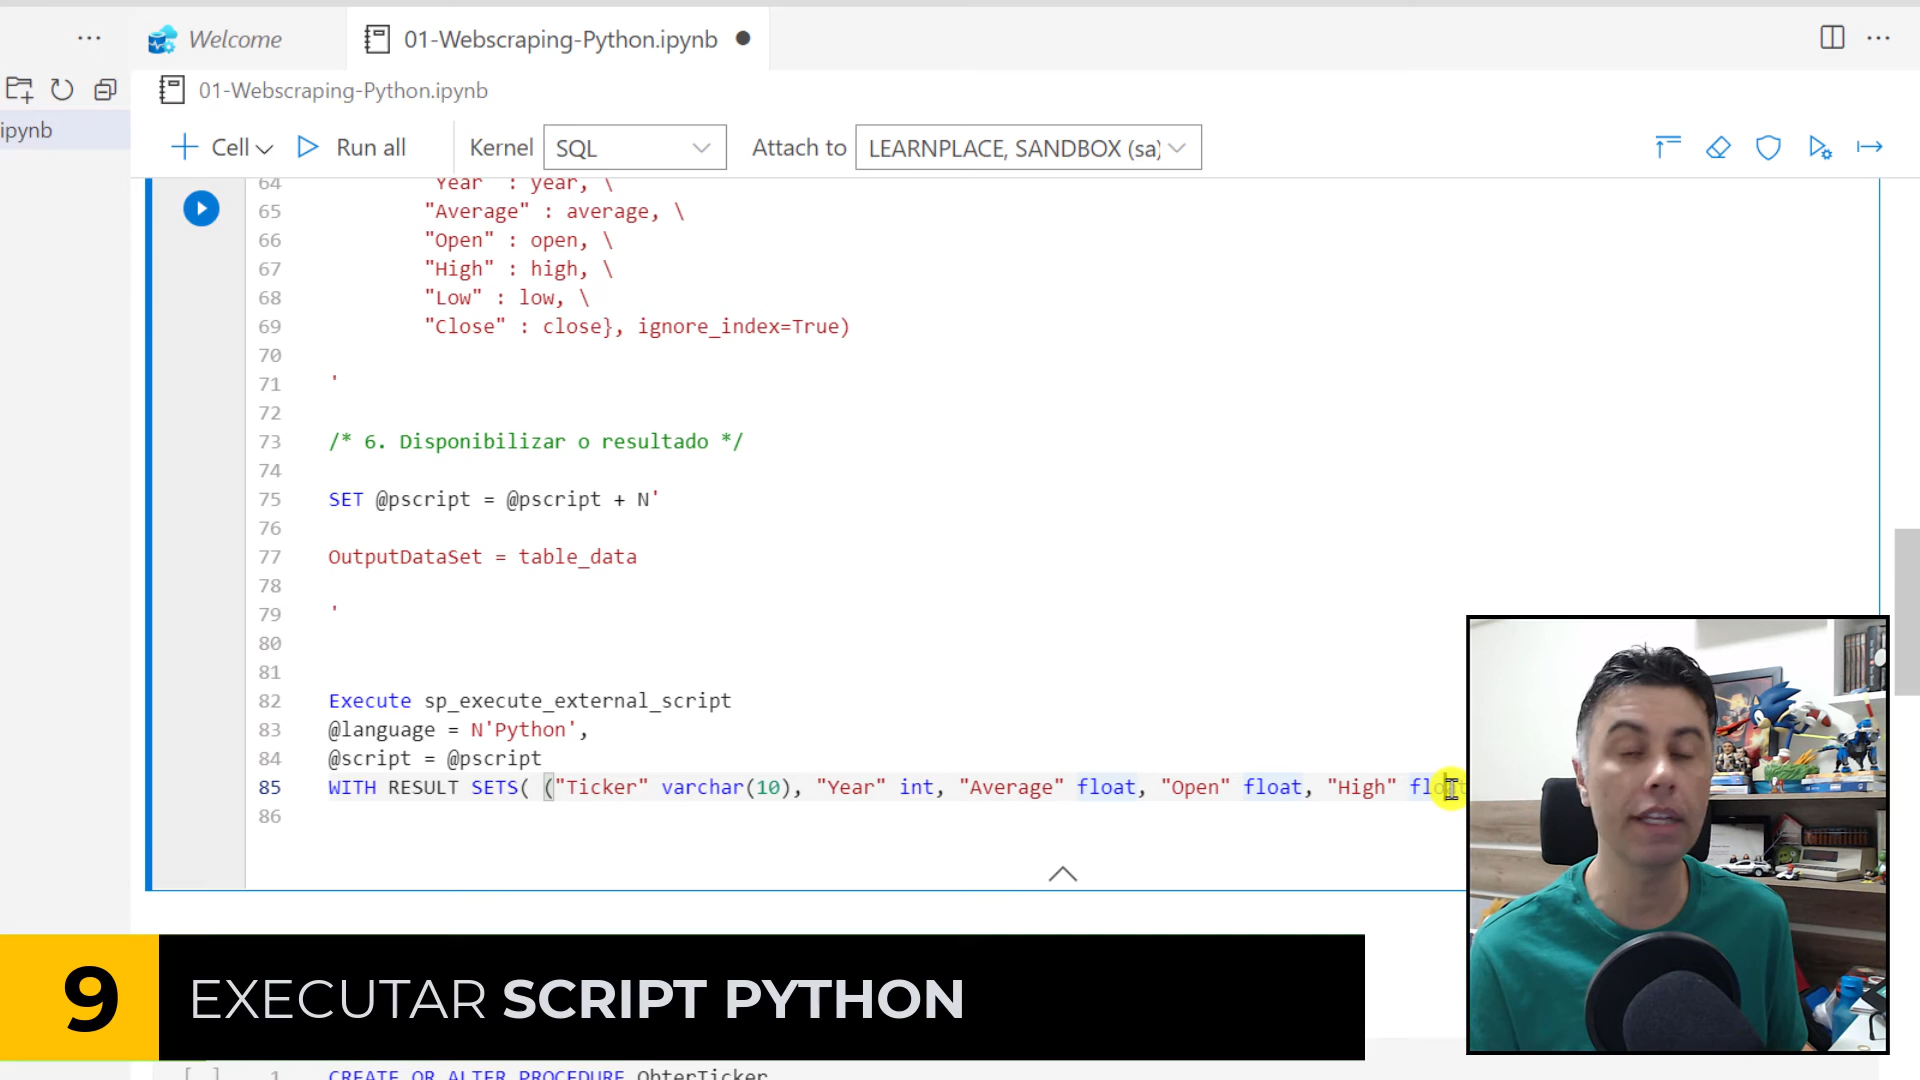 Welcome
01-Webscraping-Python.ipynb
01-Webscraping-Python.ipynb
ipynb
Cell
Run all
Kernel
SQL
Attach to
LEARNPLACE, SANDBOX (sa)
64 Year" : year, \
65 "Average" : average, \
66 "Open" : open, \
67 "High" : high, \
68 "Low" : low, \
69 "Close" : close}, ignore_index=True)
70
71 '
72
73 /* 6. Disponibilizar o resultado */
74
75 SET @pscript = @pscript + N'
76
77 OutputDataSet = table_data
78
79 '
80
81
82 Execute sp_execute_external_script
83 @language = N'Python',
84 @script = @pscript
85 WITH RESULT SETS( ("Ticker" varchar(10), "Year" int, "Average" float, "Open" float, "High" float
86
9 EXECUTAR SCRIPT PYTHON
[ ] 1 CREATE OR ALTER PROCEDURE ObterTicker